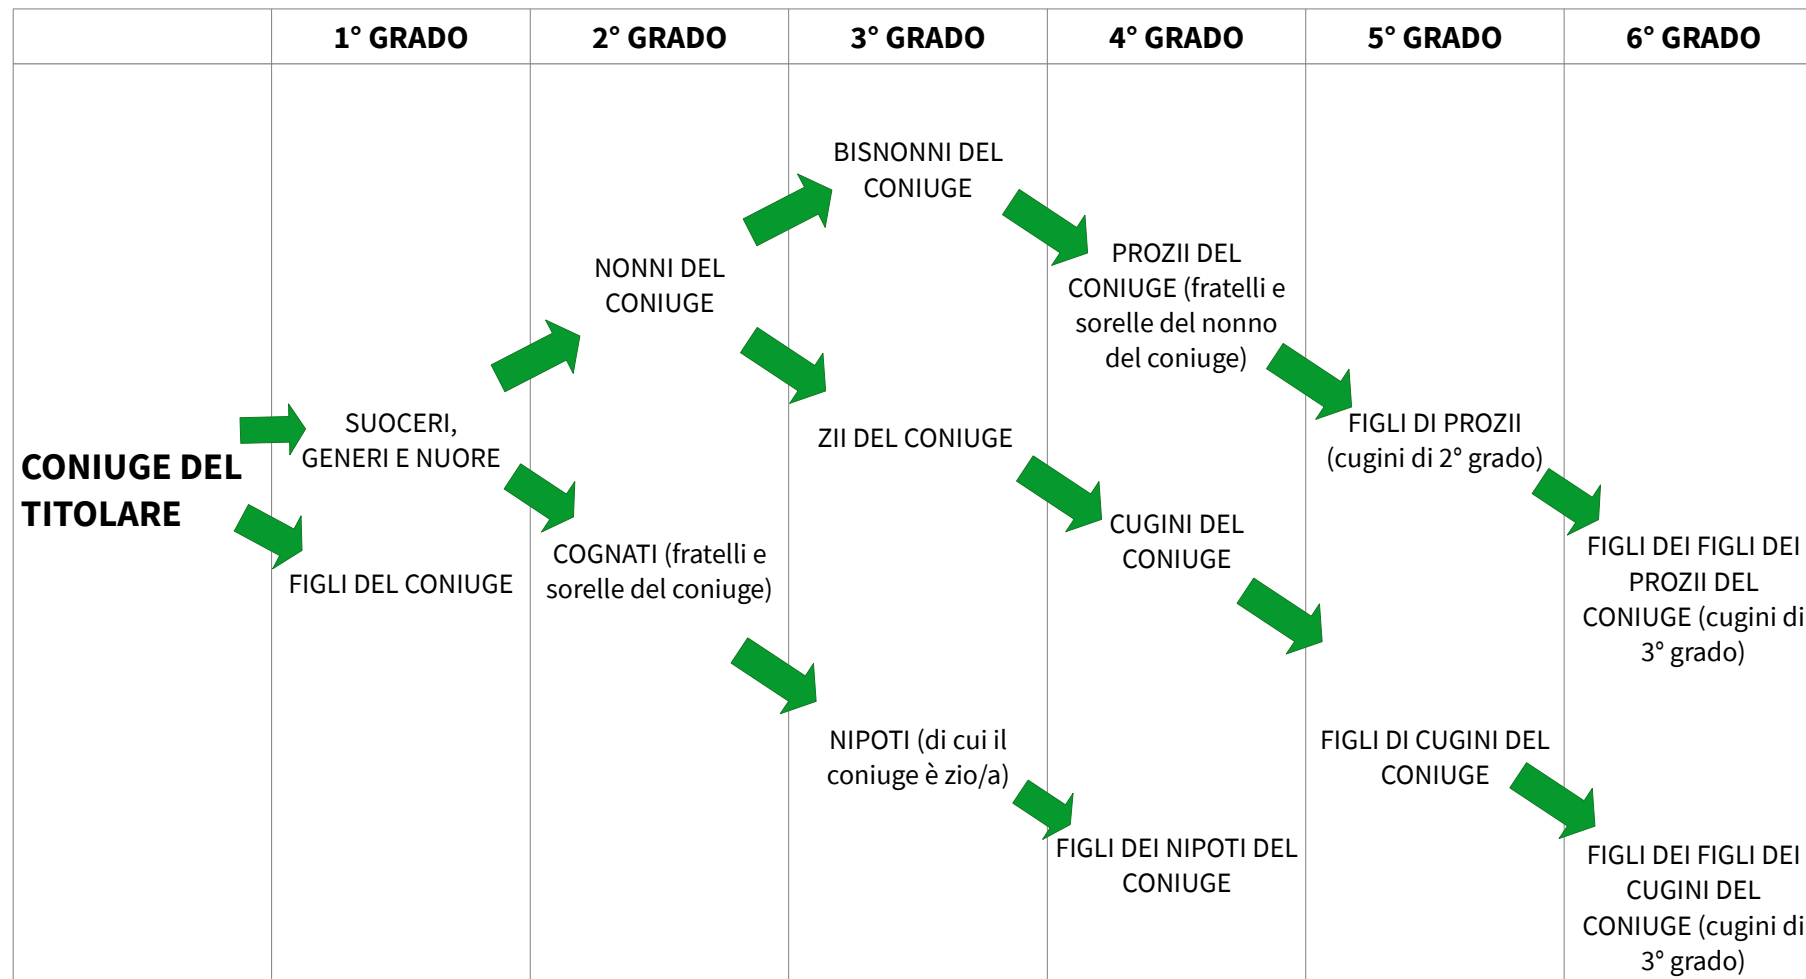 1° GRADO
2° GRADO
3° GRADO
4° GRADO
5° GRADO
6° GRADO
CONIUGE DEL
TITOLARE
SUOCERI,
GENERI E NUORE
FIGLI DEL CONIUGE
NONNI DEL
CONIUGE
COGNATI (fratelli e
sorelle del coniuge)
BISNONNI DEL
CONIUGE
ZII DEL CONIUGE
NIPOTI (di cui il
coniuge è zio/a)
PROZII DEL
CONIUGE (fratelli e
sorelle del nonno
del coniuge)
CUGINI DEL
CONIUGE
FIGLI DEI NIPOTI DEL
CONIUGE
FIGLI DI PROZII
(cugini di 2° grado)
FIGLI DI CUGINI DEL
CONIUGE
FIGLI DEI FIGLI DEI
PROZII DEL
CONIUGE (cugini di
3° grado)
FIGLI DEI FIGLI DEI
CUGINI DEL
CONIUGE (cugini di
3° grado)